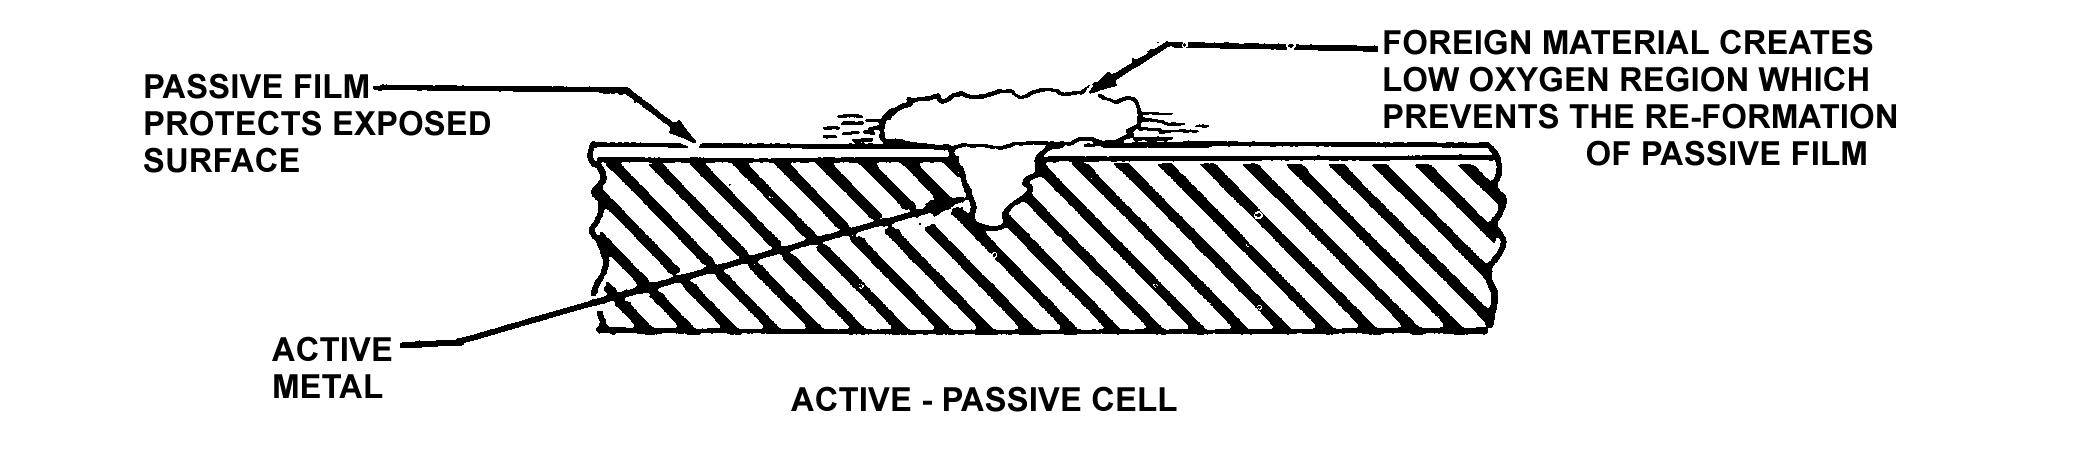 PASSIVE FILM
PROTECTS EXPOSED
SURFACE
FOREIGN MATERIAL CREATES
LOW OXYGEN REGION WHICH
PREVENTS THE RE-FORMATION
OF PASSIVE FILM
ACTIVE
METAL
ACTIVE - PASSIVE CELL